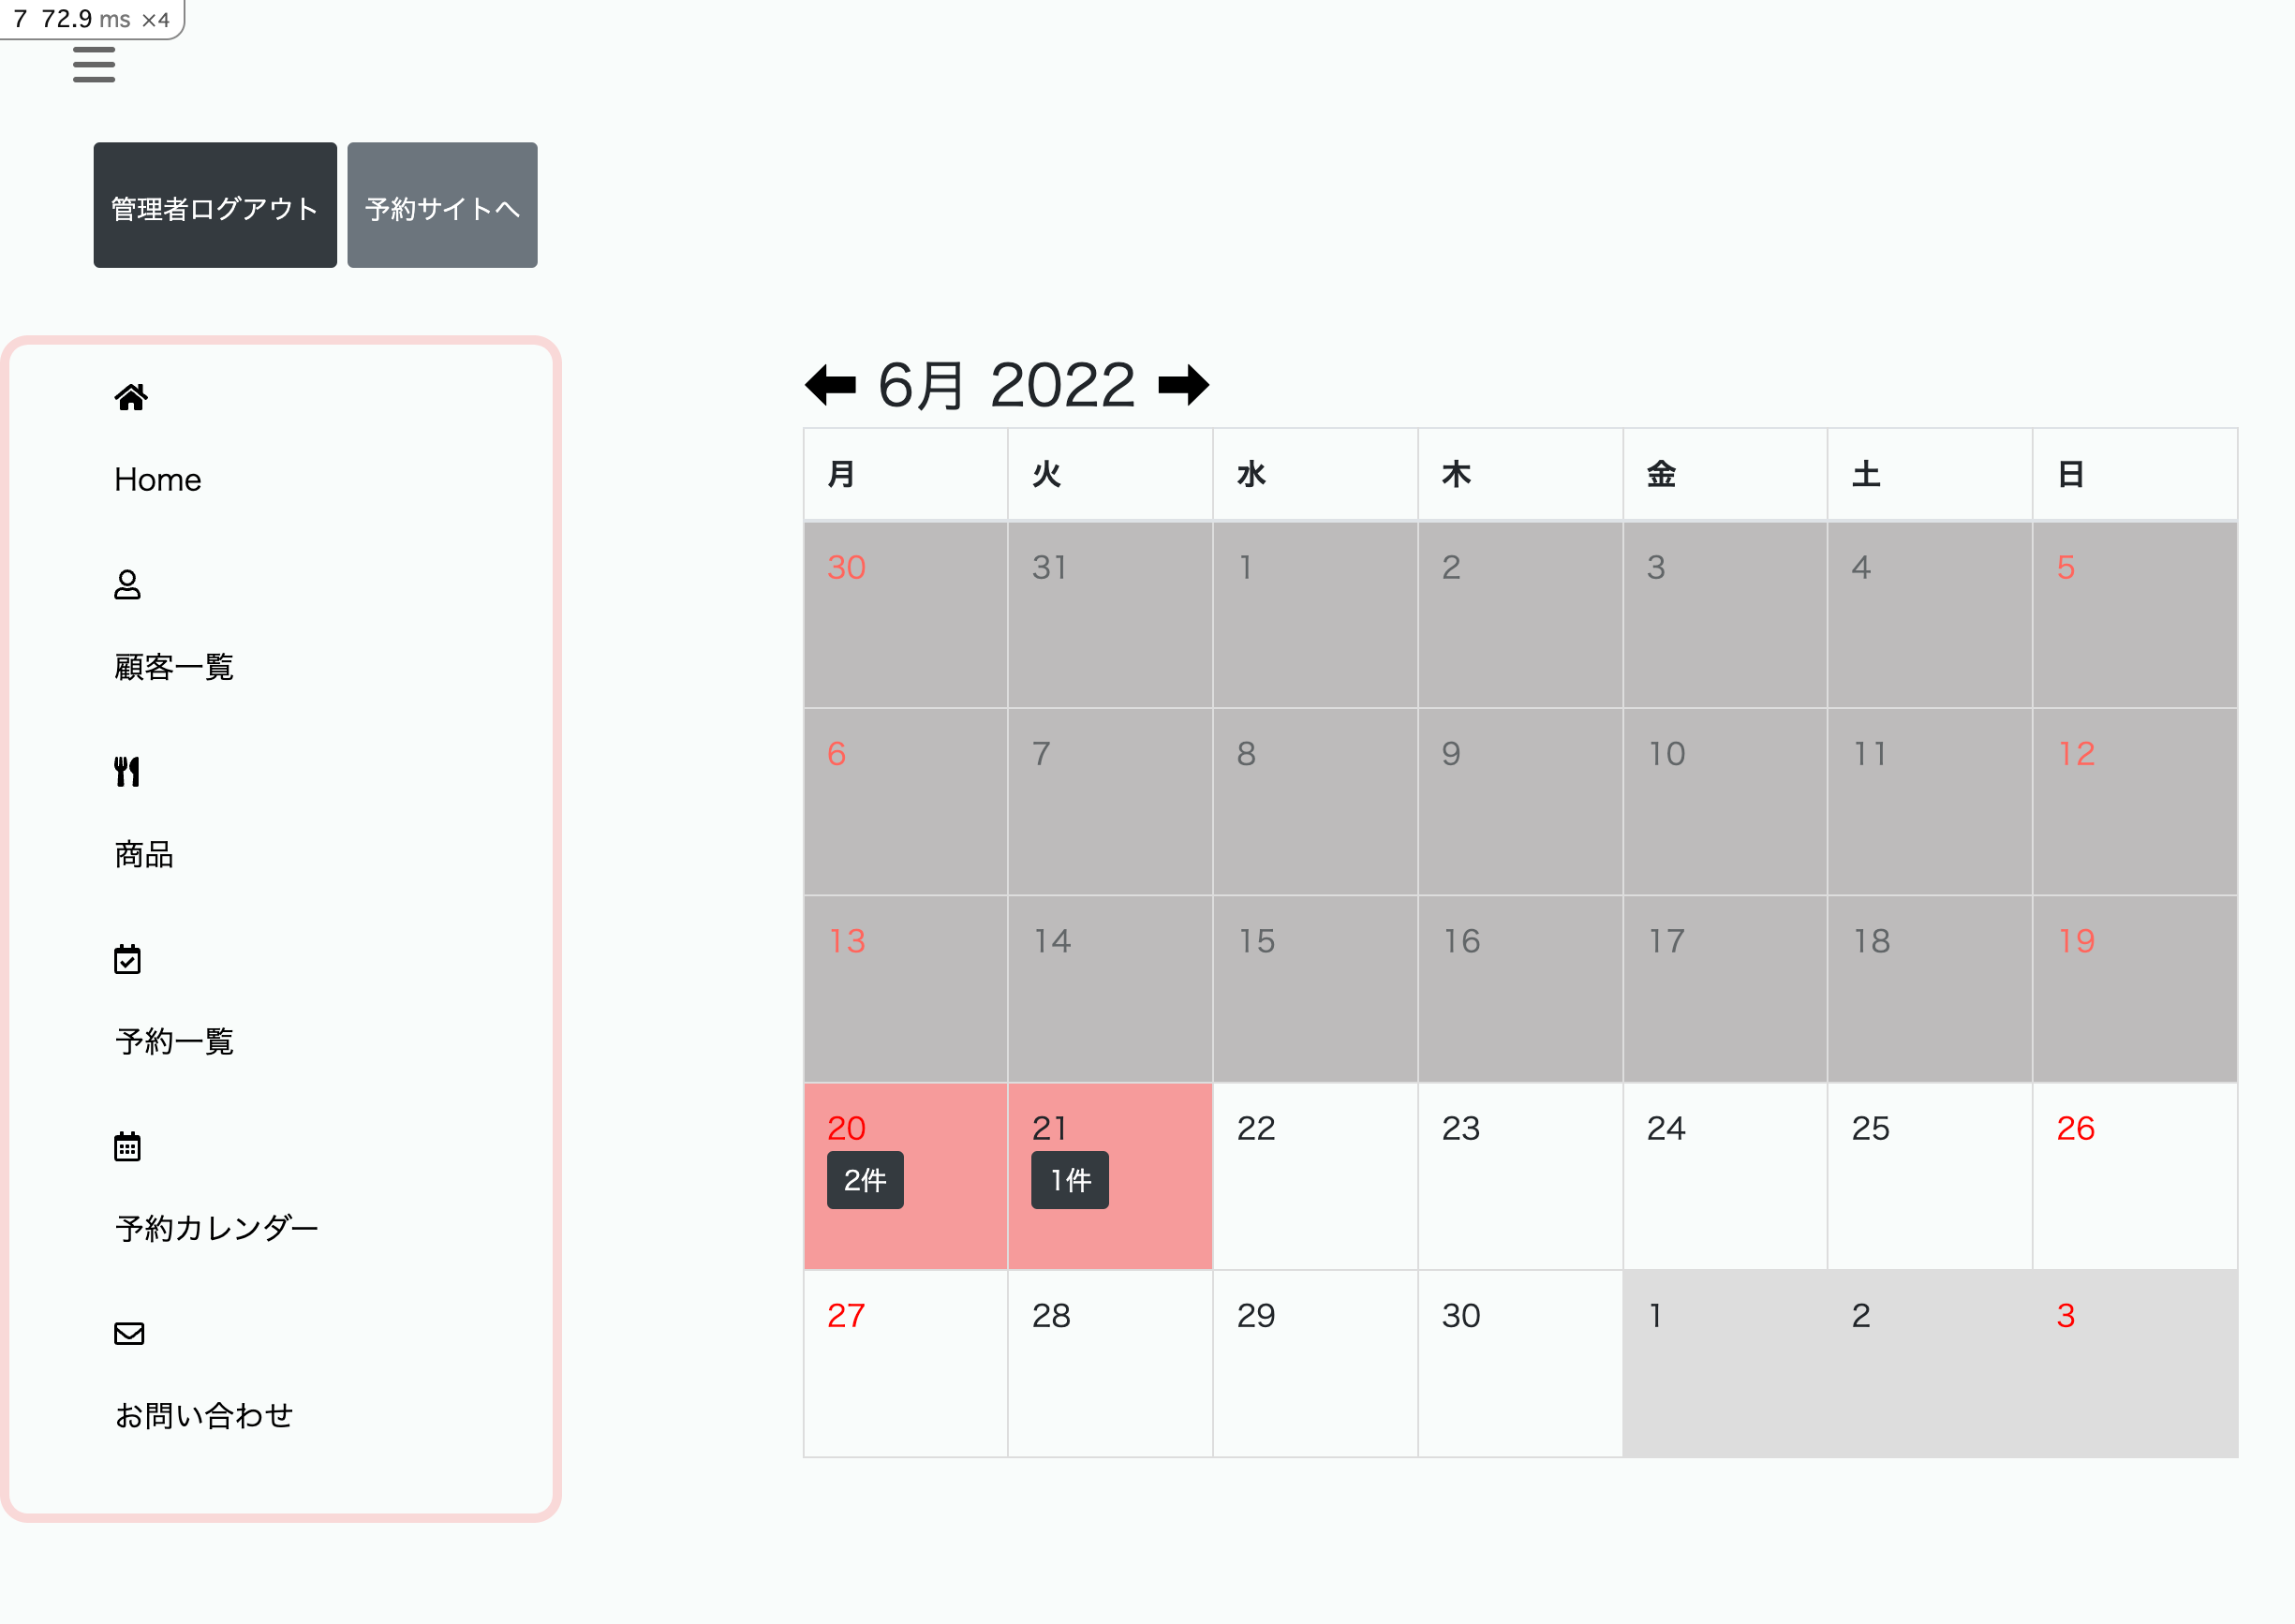 7 72.9 ms ×4
管理者ログアウト 予約サイトへ
Home
顧客一覧
商品
予約一覧
予約カレンダー
お問い合わせ
6月 2022
月 火 水 木 金 土 日
30 31 1 2 3 4 5
6 7 8 9 10 11 12
13 14 15 16 17 18 19
20 21 22 23 24 25 26
2件 1件
27 28 29 30 1 2 3